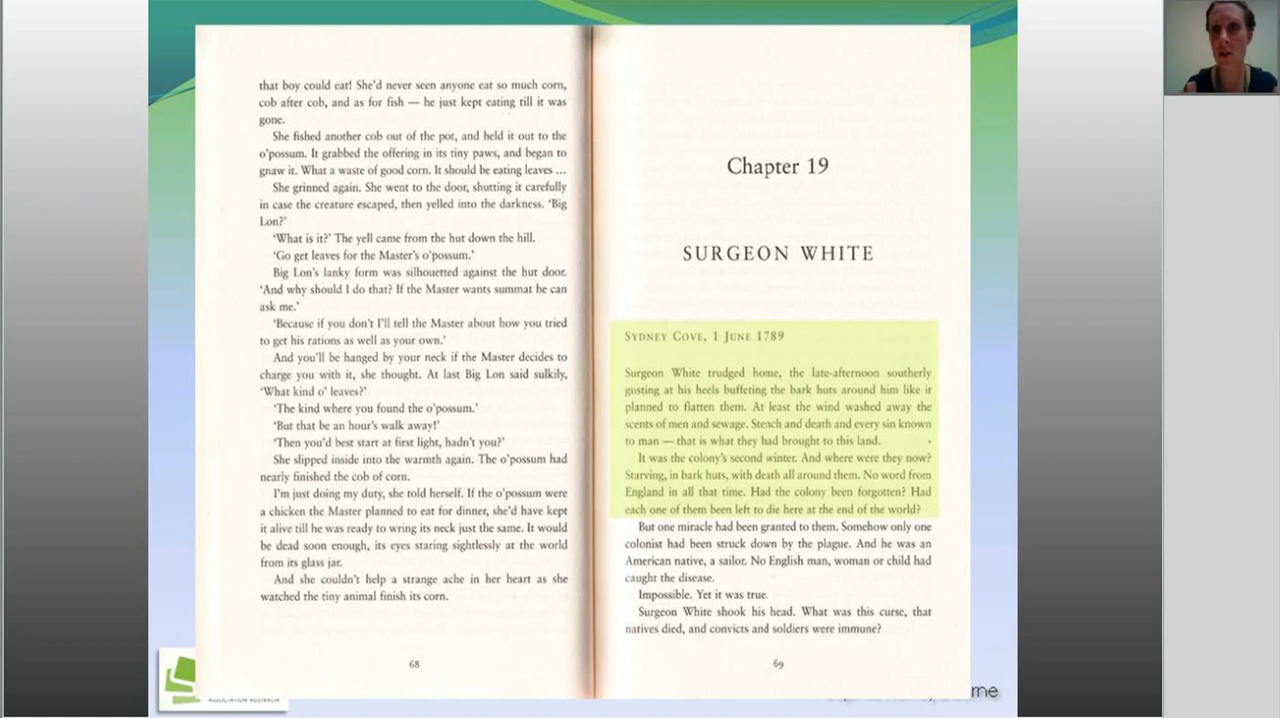 that boy could eat! She'd never seen anyone eat so much corn,
cob after cob, and as for fish — he just kept eating till it was
gone.
She fished another cob out of the pot, and held it out to the
o'possum. It grabbed the offering in its tiny paws, and began to
gnaw it. What a waste of good corn. It should be eating leaves ...
She grinned again. She went to the door, shutting it carefully
in case the creature escaped, then yelled into the darkness. 'Big
Lon?'
'What is it?' The yell came from the hut down the hill.
'Go get leaves for the Master's o'possum.'
Big Lon's lanky form was silhouetted against the hut door.
'And why should I do that? If the Master wants summat he can
ask me.'
'Because if you don't I'll tell the Master about how you tried
to get his rations as well as your own.'
And you'll be hanged by your neck if the Master decides to
charge you with it, she thought. At last Big Lon said sulkily,
'What kind o' leaves?'
'The kind where you found the o'possum.'
'But that be an hour's walk away!'
'Then you'd best start at first light, hadn't you?'
She slipped inside into the warmth again. The o'possum had
nearly finished the cob of corn.
I'm just doing my duty, she told herself. If the o'possum were
a chicken the Master planned to eat for dinner, she'd have kept
it alive till he was ready to wring its neck just the same. It would
be dead soon enough, its eyes staring sightlessly at the world
from its glass jar.
And she couldn't help a strange ache in her heart as she
watched the tiny animal finish its corn.
68
Chapter 19
SURGEON WHITE
SYDNEY COVE, 1 JUNE 1789
Surgeon White trudged home, the late-afternoon southerly
gusting at his heels buffeting the bark huts around him like it
planned to flatten them. At least the wind washed away the
scents of men and sewage. Stench and death and every sin known
to man — that is what they had brought to this land.
It was the colony's second winter. And where were they now?
Starving, in bark huts, with death all around them. No word from
England in all that time. Had the colony been forgotten? Had
each one of them been left to die here at the end of the world?
But one miracle had been granted to them. Somehow only one
colonist had been struck down by the plague. And he was an
American native, a sailor. No English man, woman or child had
caught the disease.
Impossible. Yet it was true.
Surgeon White shook his head. What was this curse, that
natives died, and convicts and soldiers were immune?
69
ASSOCIATION AUSTRALIA
rne